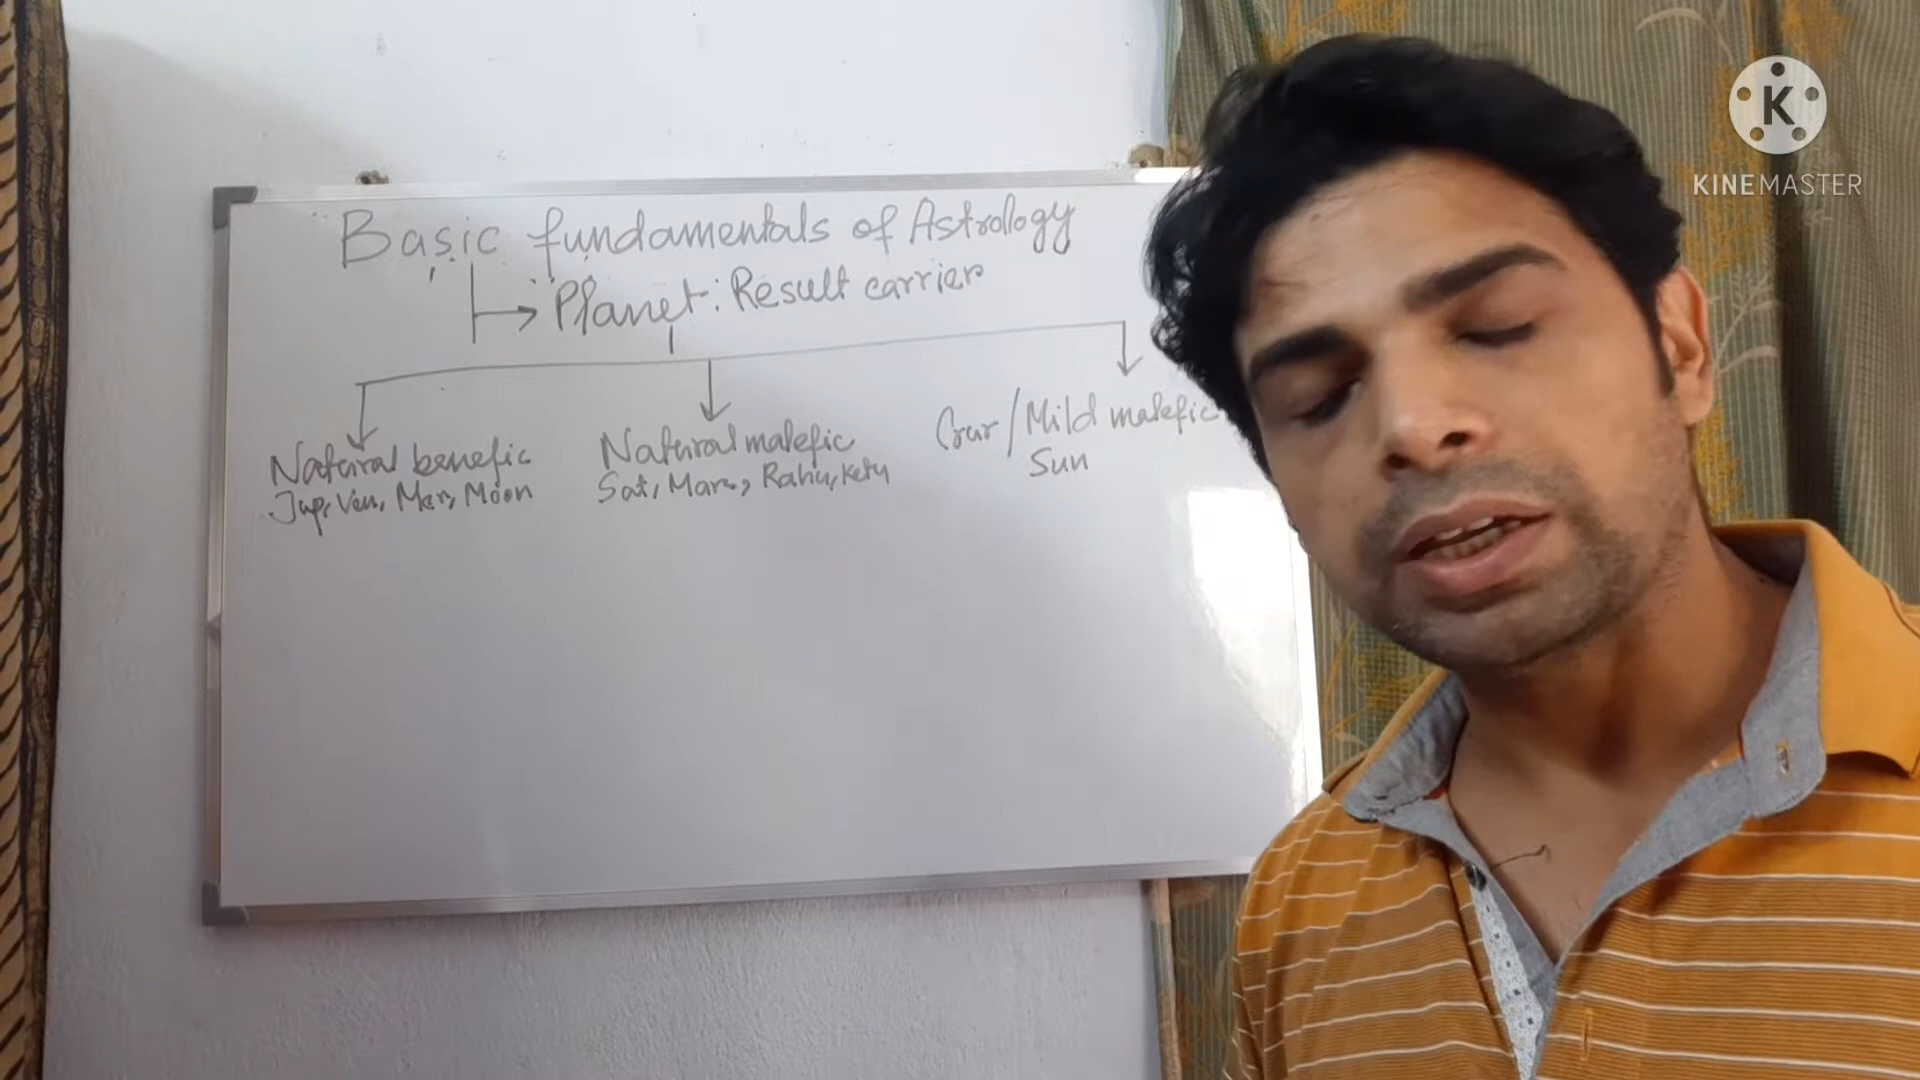 Basic fundamentals of Astrology
Planet: Result carrier
Natural benefic
Jup, Ven, Mer, Moon
Natural malefic
Sat, Mars, Rahu, Ketu
Crur/Mild malefic
Sun
K
KINEMASTER